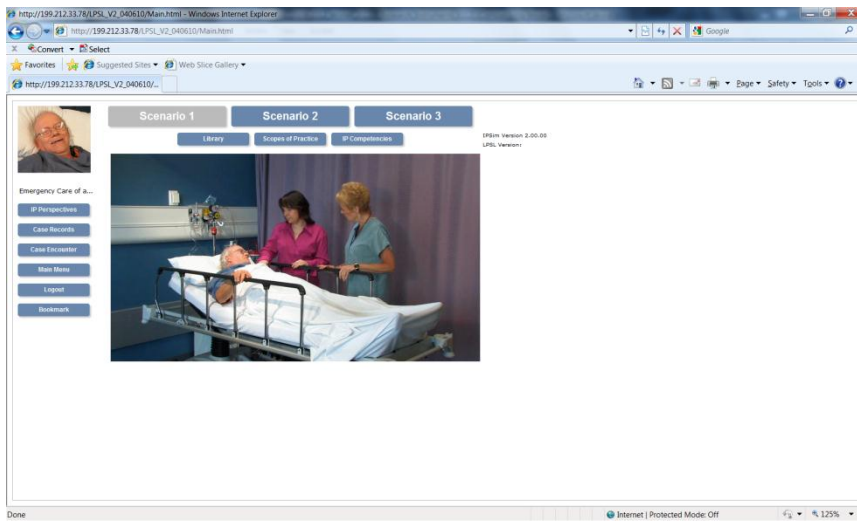 http://199.212.33.78/LPSL_V2_040610/Main.html - Windows Internet Explorer
http://199.212.33.78/LPSL_V2_040610/Main.html
Google
x Convert Select
Favorites Suggested Sites Web Slice Gallery
http://199.212.33.78/LPSL_V2_040610/...
Page Safety Tools
Scenario 1 Scenario 2 Scenario 3
Library Scopes of Practice IP Competencies
IPSim Version 2.00.00
LPSL Version:
Emergency Care of a...
IP Perspectives
Case Records
Case Encounter
Main Menu
Logout
Bookmark
Done
Internet | Protected Mode: Off
125%